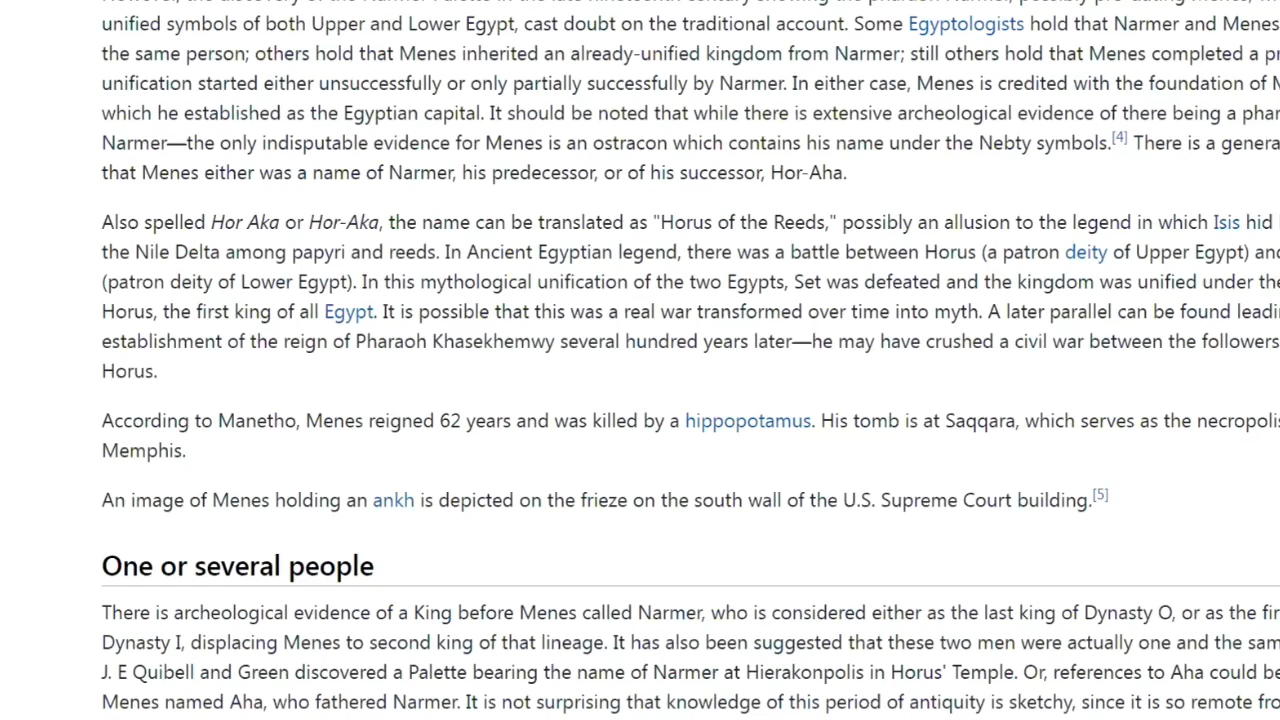 unified symbols of both Upper and Lower Egypt, cast doubt on the traditional account. Some Egyptologists hold that Narmer and Menes
the same person; others hold that Menes inherited an already-unified kingdom from Narmer; still others hold that Menes completed a
unification started either unsuccessfully or only partially successfully by Narmer. In either case, Menes is credited with the foundation of
which he established as the Egyptian capital. It should be noted that while there is extensive archeological evidence of there being a
Narmer—the only indisputable evidence for Menes is an ostracon which contains his name under the Nebty symbols.[4] There is a
that Menes either was a name of Narmer, his predecessor, or of his successor, Hor-Aha.
Also spelled Hor Aka or Hor-Aka, the name can be translated as "Horus of the Reeds," possibly an allusion to the legend in which Isis hid
the Nile Delta among papyri and reeds. In Ancient Egyptian legend, there was a battle between Horus (a patron deity of Upper Egypt)
(patron deity of Lower Egypt). In this mythological unification of the two Egypts, Set was defeated and the kingdom was unified under
Horus, the first king of all Egypt. It is possible that this was a real war transformed over time into myth. A later parallel can be found
establishment of the reign of Pharaoh Khasekhemwy several hundred years later—he may have crushed a civil war between the followers
Horus.
According to Manetho, Menes reigned 62 years and was killed by a hippopotamus. His tomb is at Saqqara, which serves as the
Memphis.
An image of Menes holding an ankh is depicted on the frieze on the south wall of the U.S. Supreme Court building.[5]
One or several people
There is archeological evidence of a King before Menes called Narmer, who is considered either as the last king of Dynasty O, or as the
Dynasty I, displacing Menes to second king of that lineage. It has also been suggested that these two men were actually one and the
J. E Quibell and Green discovered a Palette bearing the name of Narmer at Hierakonpolis in Horus' Temple. Or, references to Aha could
Menes named Aha, who fathered Narmer. It is not surprising that knowledge of this period of antiquity is sketchy, since it is so remote